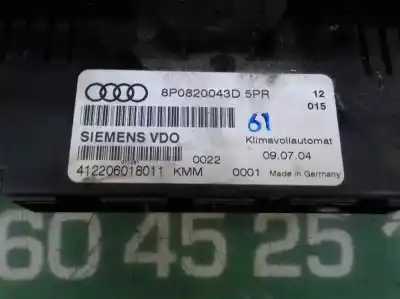 8P0820043D 5PR 12
015
61
SIEMENS VDO Klimavollautomat
0022 09.07.04
412206018011 KMM 0001 Made in Germany
60 45 25 1